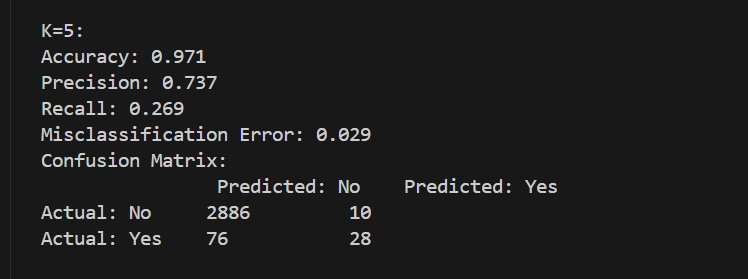 K=5:
Accuracy: 0.971
Precision: 0.737
Recall: 0.269
Misclassification Error: 0.029
Confusion Matrix:
Predicted: No Predicted: Yes
Actual: No 2886 10
Actual: Yes 76 28